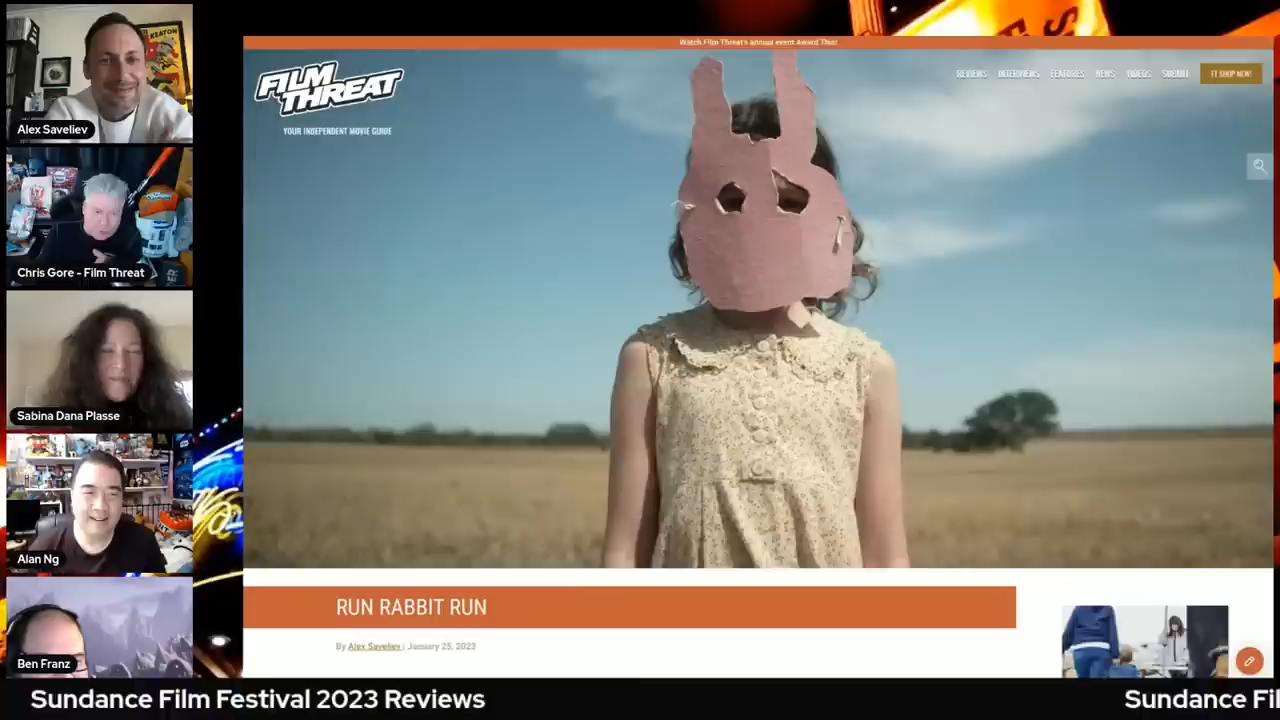 KEATON
Alex Saveliev
Chris Gore - Film Threat
Sabina Dana Plasse
Alan Ng
Ben Franz
Watch Film Threat's annual event Award This!
FILM THREAT
YOUR INDEPENDENT MOVIE GUIDE
REVIEWS INTERVIEWS FEATURES NEWS VIDEOS SUBMIT FT SHOP NOW!
RUN RABBIT RUN
By Alex Saveliev | January 25, 2023
Sundance Film Festival 2023 Reviews
Sundance Fil